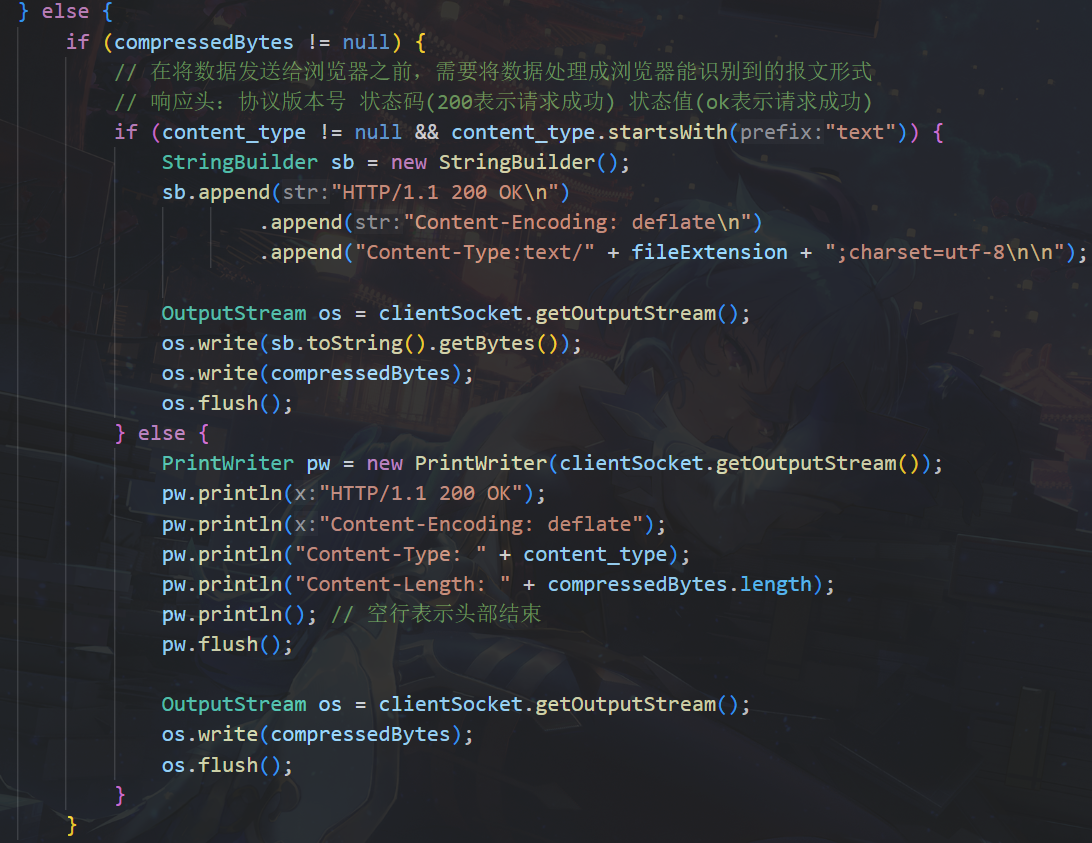 } else {
if (compressedBytes != null) {
// 在将数据发送给浏览器之前，需要将数据处理成浏览器能识别到的报文形式
// 响应头：协议版本号 状态码(200表示请求成功) 状态值(ok表示请求成功)
if (content_type != null && content_type.startsWith(prefix:"text")) {
StringBuilder sb = new StringBuilder();
sb.append(str:"HTTP/1.1 200 OK\n")
.append(str:"Content-Encoding: deflate\n")
.append("Content-Type:text/" + fileExtension + ";charset=utf-8\n\n");
OutputStream os = clientSocket.getOutputStream();
os.write(sb.toString().getBytes());
os.write(compressedBytes);
os.flush();
} else {
PrintWriter pw = new PrintWriter(clientSocket.getOutputStream());
pw.println(x:"HTTP/1.1 200 OK");
pw.println(x:"Content-Encoding: deflate");
pw.println("Content-Type: " + content_type);
pw.println("Content-Length: " + compressedBytes.length);
pw.println(); // 空行表示头部结束
pw.flush();
OutputStream os = clientSocket.getOutputStream();
os.write(compressedBytes);
os.flush();
}
}